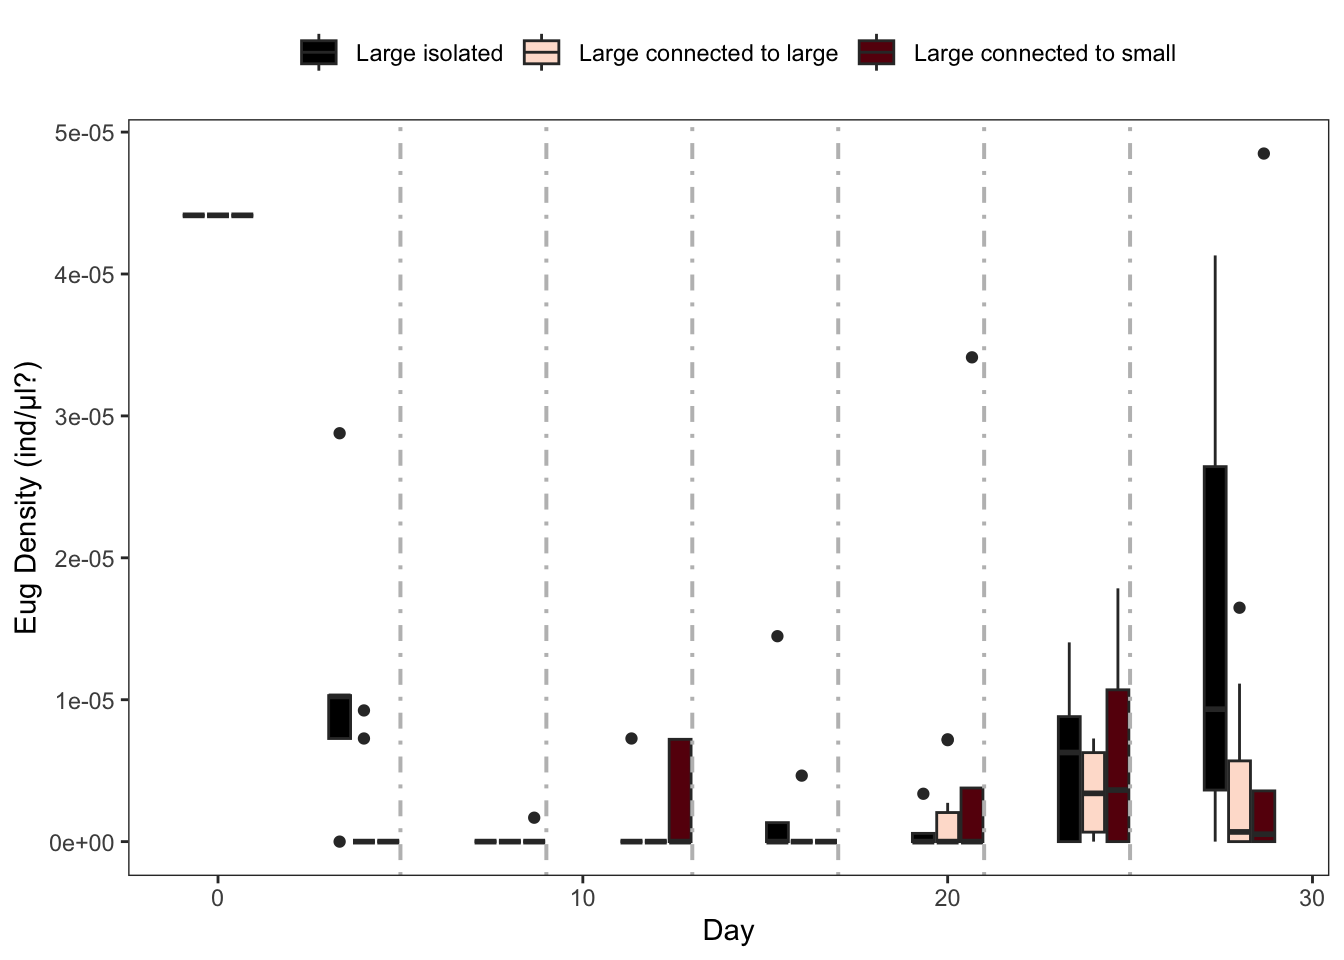 Large isolated Large connected to large Large connected to small
5e-05
4e-05
3e-05
2e-05
1e-05
0e+00
Eug Density (ind/µl?)
0 10 20 30
Day